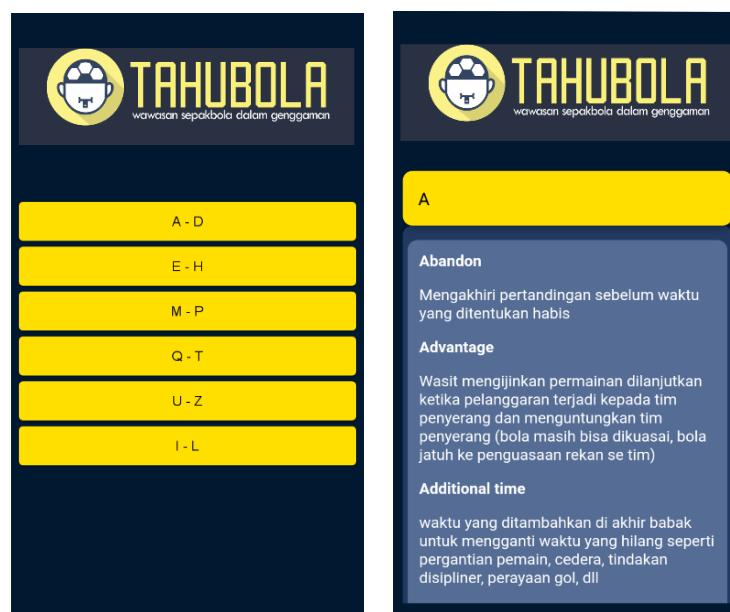 TAHUBOLA
wawasan sepakbola dalam genggaman
A - D
E - H
M - P
Q - T
U - Z
I - L
TAHUBOLA
wawasan sepakbola dalam genggaman
A
Abandon
Mengakhiri pertandingan sebelum waktu
yang ditentukan habis
Advantage
Wasit mengijinkan permainan dilanjutkan
ketika pelanggaran terjadi kepada tim
penyerang dan menguntungkan tim
penyerang (bola masih bisa dikuasai, bola
jatuh ke penguasaan rekan se tim)
Additional time
waktu yang ditambahkan di akhir babak
untuk mengganti waktu yang hilang seperti
pergantian pemain, cedera, tindakan
disipliner, perayaan gol, dll